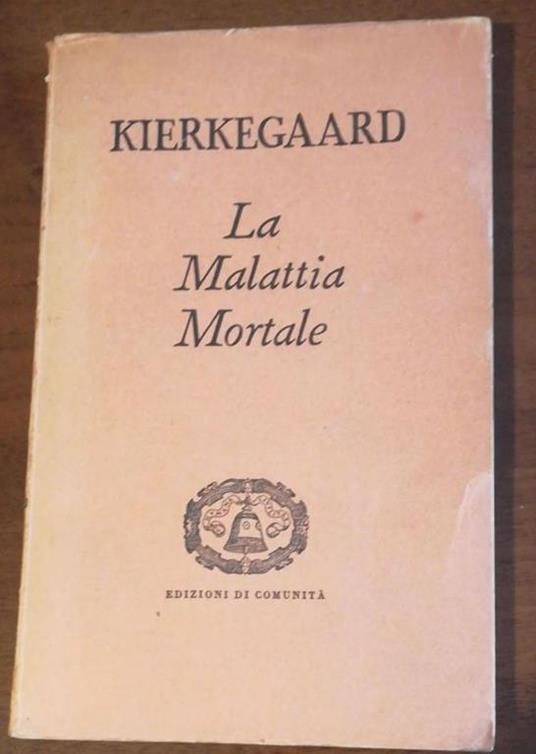 KIERKEGAARD
La
Malattia
Mortale
EDIZIONI DI COMUNITÀ